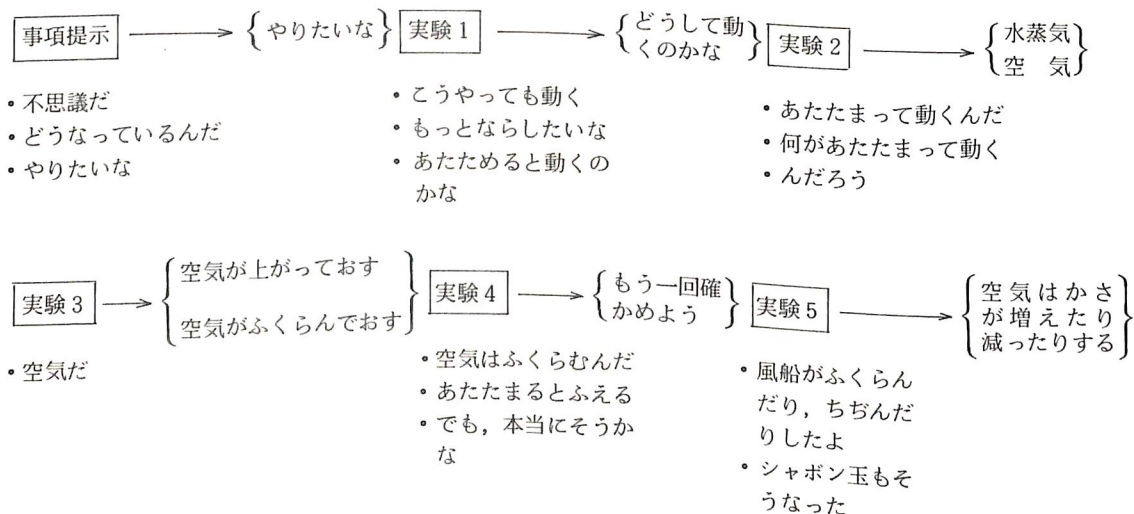 事項提示
やりたいな
実験1
どうして動
くのかな
実験2
水蒸気
空　気
・不思議だ
・どうなっているんだ
・やりたいな
・こうやっても動く
・もっとならしたいな
・あたためると動くの
かな
・あたたまって動くんだ
・何があたたまって動く
・んだろう
実験3
空気が上がっておす
空気がふくらんでおす
実験4
もう一回確
かめよう
実験5
空気はかさ
が増えたり
減ったりする
・空気だ
・空気はふくらむんだ
・あたたまるとふえる
・でも，本当にそうか
な
・風船がふくらん
だり，ちぢんだ
りしたよ
・シャボン玉もそ
うなった